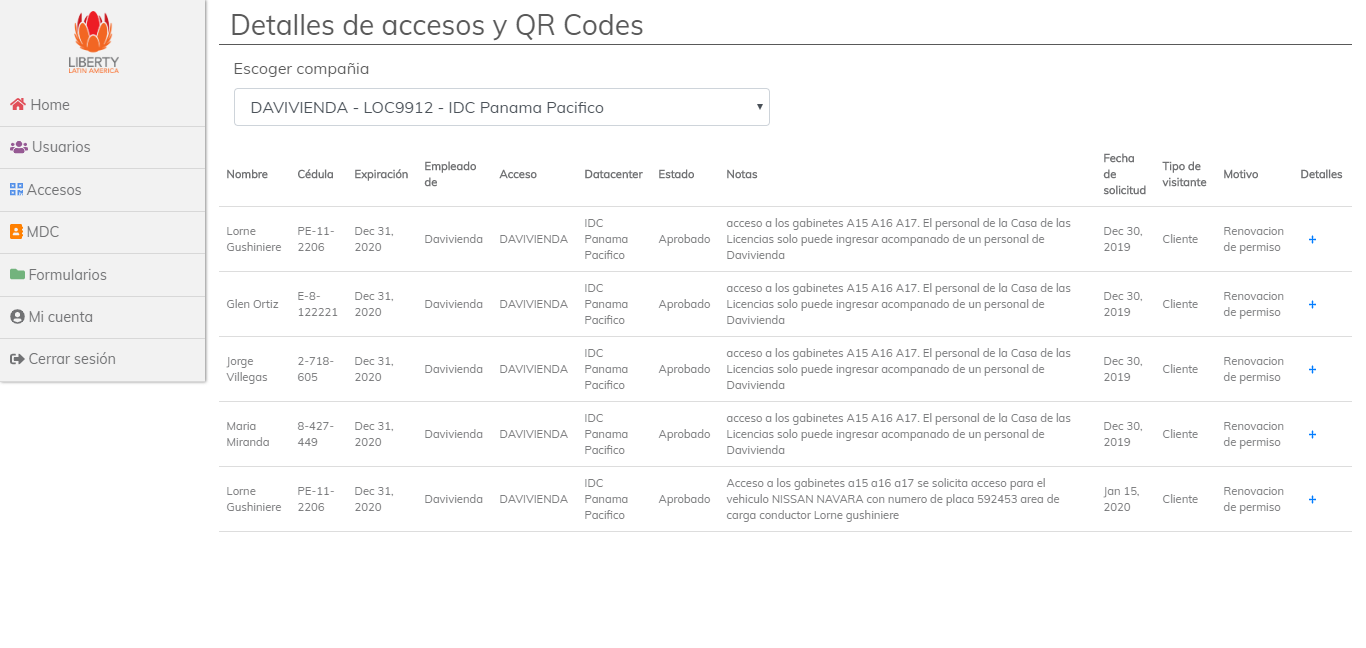 LIBERTY
LATIN AMERICA
Home
Usuarios
Accesos
MDC
Formularios
Mi cuenta
Cerrar sesión
Detalles de accesos y QR Codes
Escoger compañia
DAVIVIENDA - LOC9912 - IDC Panama Pacifico
Nombre
Cédula
Expiración
Empleado
de
Acceso
Datacenter
Estado
Notas
Fecha
de
solicitud
Tipo de
visitante
Motivo
Detalles
Lorne
Gushiniere
PE-11-
2206
Dec 31,
2020
Davivienda
DAVIVIENDA
IDC
Panama
Pacifico
Aprobado
acceso a los gabinetes A15 A16 A17. El personal de la Casa de las
Licencias solo puede ingresar acompanado de un personal de
Davivienda
Dec 30,
2019
Cliente
Renovacion
de permiso
+
Glen Ortiz
E-8-
122221
Dec 31,
2020
Davivienda
DAVIVIENDA
IDC
Panama
Pacifico
Aprobado
acceso a los gabinetes A15 A16 A17. El personal de la Casa de las
Licencias solo puede ingresar acompanado de un personal de
Davivienda
Dec 30,
2019
Cliente
Renovacion
de permiso
+
Jorge
Villegas
2-718-
605
Dec 31,
2020
Davivienda
DAVIVIENDA
IDC
Panama
Pacifico
Aprobado
acceso a los gabinetes A15 A16 A17. El personal de la Casa de las
Licencias solo puede ingresar acompanado de un personal de
Davivienda
Dec 30,
2019
Cliente
Renovacion
de permiso
+
Maria
Miranda
8-427-
449
Dec 31,
2020
Davivienda
DAVIVIENDA
IDC
Panama
Pacifico
Aprobado
acceso a los gabinetes A15 A16 A17. El personal de la Casa de las
Licencias solo puede ingresar acompanado de un personal de
Davivienda
Dec 30,
2019
Cliente
Renovacion
de permiso
+
Lorne
Gushiniere
PE-11-
2206
Dec 31,
2020
Davivienda
DAVIVIENDA
IDC
Panama
Pacifico
Aprobado
Acceso a los gabinetes a15 a16 a17 se solicita acceso para el
vehiculo NISSAN NAVARA con numero de placa 592453 area de
carga conductor Lorne gushiniere
Jan 15,
2020
Cliente
Renovacion
de permiso
+